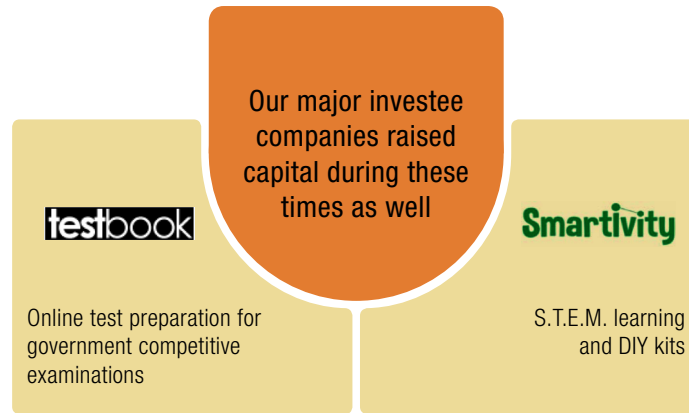 Our major investee
companies raised
capital during these
times as well
testbook
Online test preparation for
government competitive
examinations
Smartivity
S.T.E.M. learning
and DIY kits